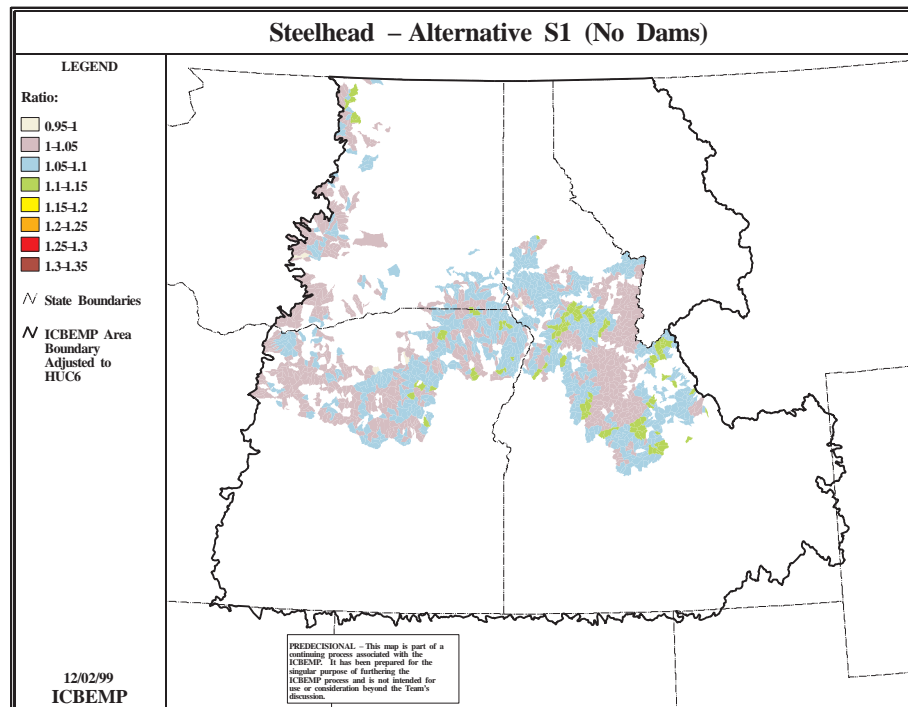 Steelhead – Alternative S1 (No Dams)
LEGEND
Ratio:
0.95-1
1-1.05
1.05-1.1
1.1-1.15
1.15-1.2
1.2-1.25
1.25-1.3
1.3-1.35
State Boundaries
ICBEMP Area
Boundary
Adjusted to
HUC6
12/02/99
ICBEMP
PREDECISIONAL – This map is part of a
continuing process associated with the
ICBEMP. It has been prepared for the
singular purpose of furthering the
ICBEMP process and is not intended for
use or consideration beyond the Team's
discussion.